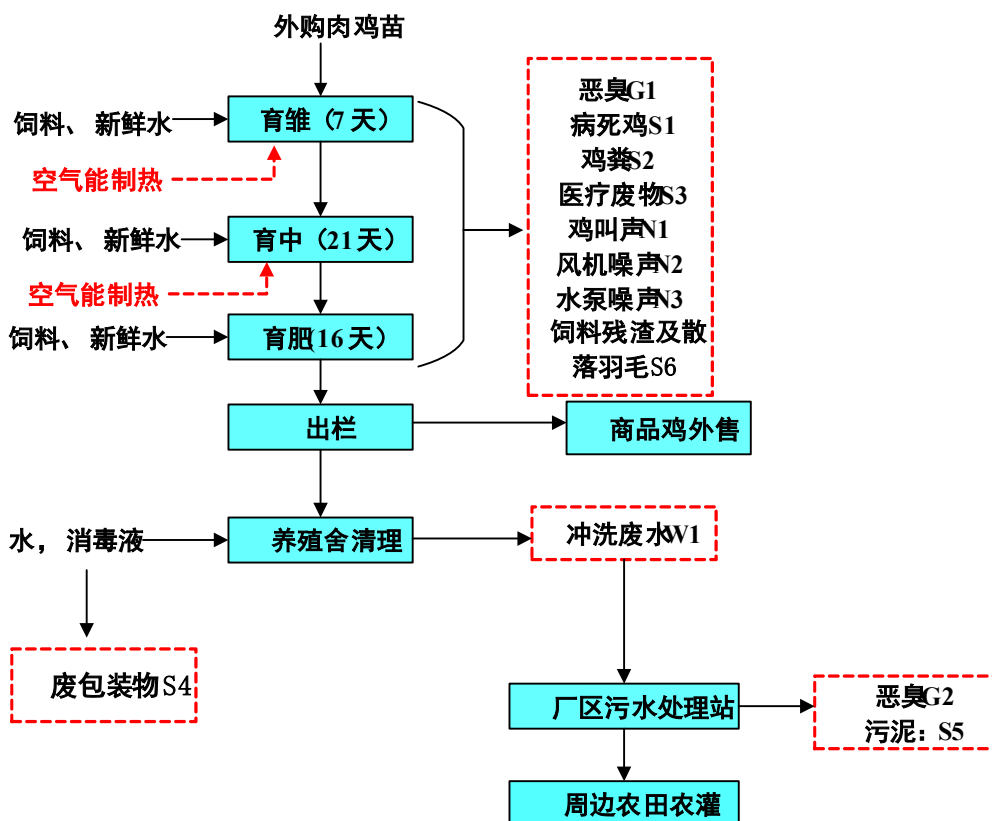 外购肉鸡苗
饲料、新鲜水
育雏（7天）
空气能制热
饲料、新鲜水
育中（21天）
空气能制热
饲料、新鲜水
育肥(16天）
恶臭G1
病死鸡S1
鸡粪S2
医疗废物S3
鸡叫声N1
风机噪声N2
水泵噪声N3
饲料残渣及散
落羽毛S6
出栏
商品鸡外售
水，消毒液
养殖舍清理
冲洗废水W1
废包装物S4
厂区污水处理站
恶臭G2
污泥：S5
周边农田农灌